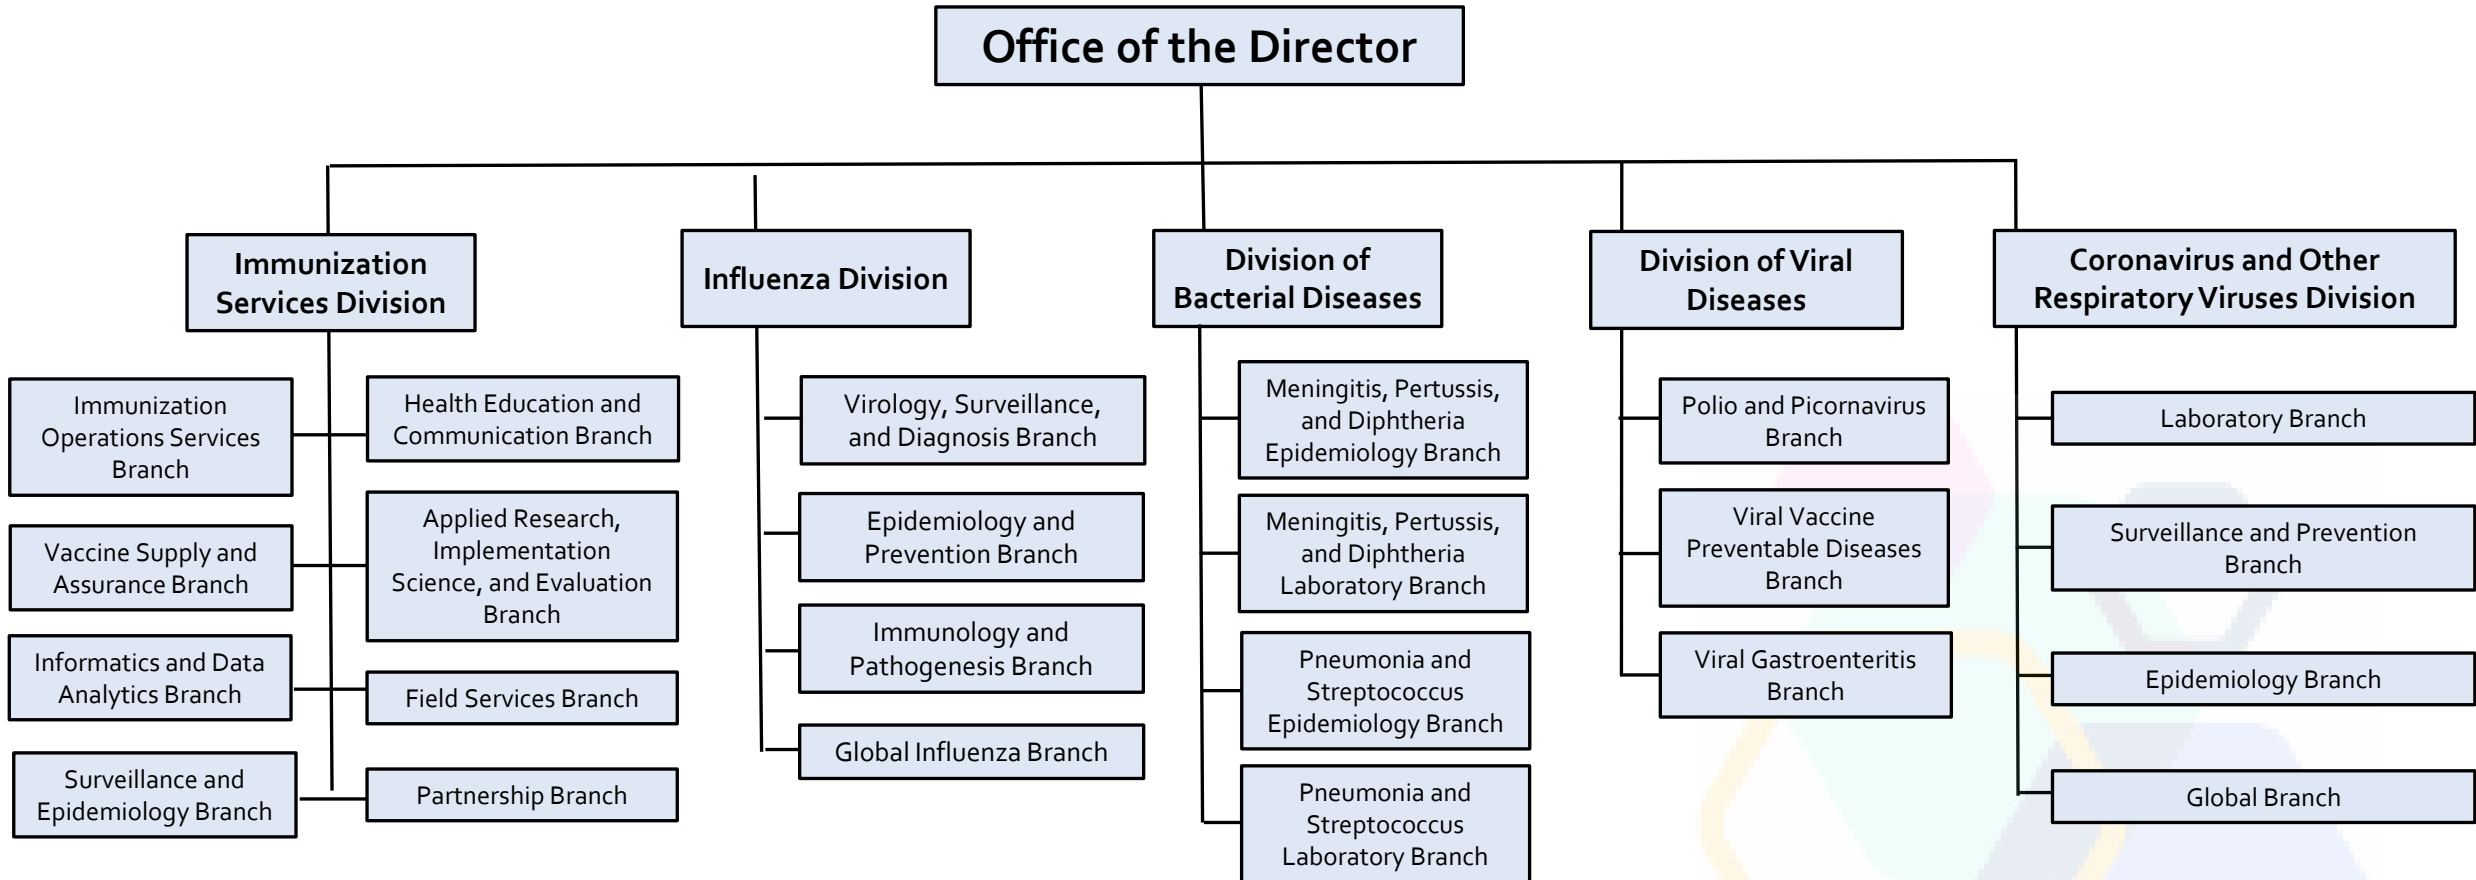 Office of the Director
Immunization
Services Division
Influenza Division
Division of
Bacterial Diseases
Division of Viral
Diseases
Coronavirus and Other
Respiratory Viruses Division
Immunization
Operations Services
Branch
Health Education and
Communication Branch
Vaccine Supply and
Assurance Branch
Applied Research,
Implementation
Science, and Evaluation
Branch
Informatics and Data
Analytics Branch
Field Services Branch
Surveillance and
Epidemiology Branch
Partnership Branch
Virology, Surveillance,
and Diagnosis Branch
Epidemiology and
Prevention Branch
Immunology and
Pathogenesis Branch
Global Influenza Branch
Meningitis, Pertussis,
and Diphtheria
Epidemiology Branch
Meningitis, Pertussis,
and Diphtheria
Laboratory Branch
Pneumonia and
Streptococcus
Epidemiology Branch
Pneumonia and
Streptococcus
Laboratory Branch
Polio and Picornavirus
Branch
Viral Vaccine
Preventable Diseases
Branch
Viral Gastroenteritis
Branch
Laboratory Branch
Surveillance and Prevention
Branch
Epidemiology Branch
Global Branch